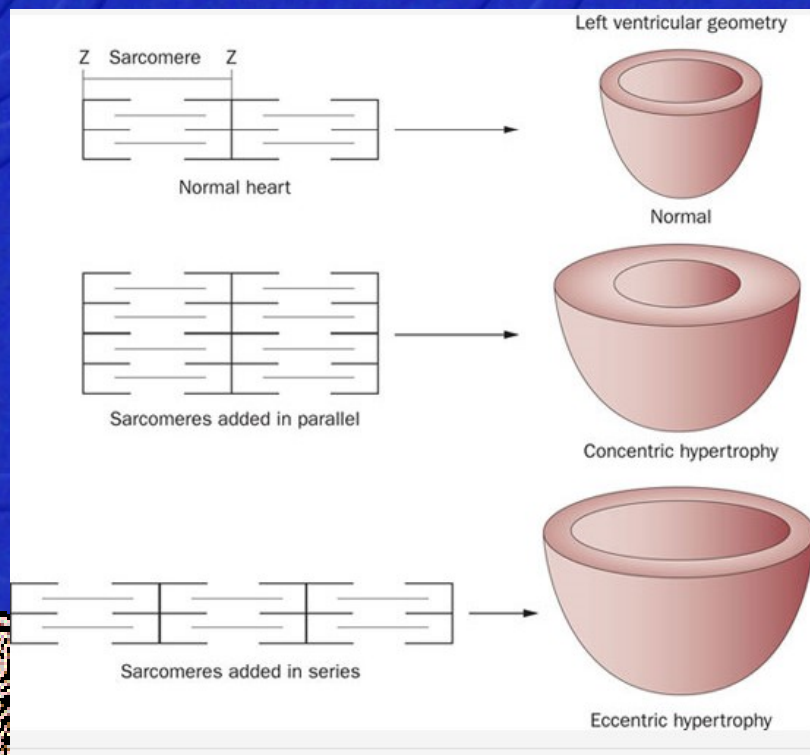 Left ventricular geometry
Z Sarcomere Z
Normal heart
Normal
Sarcomeres added in parallel
Concentric hypertrophy
Sarcomeres added in series
Eccentric hypertrophy